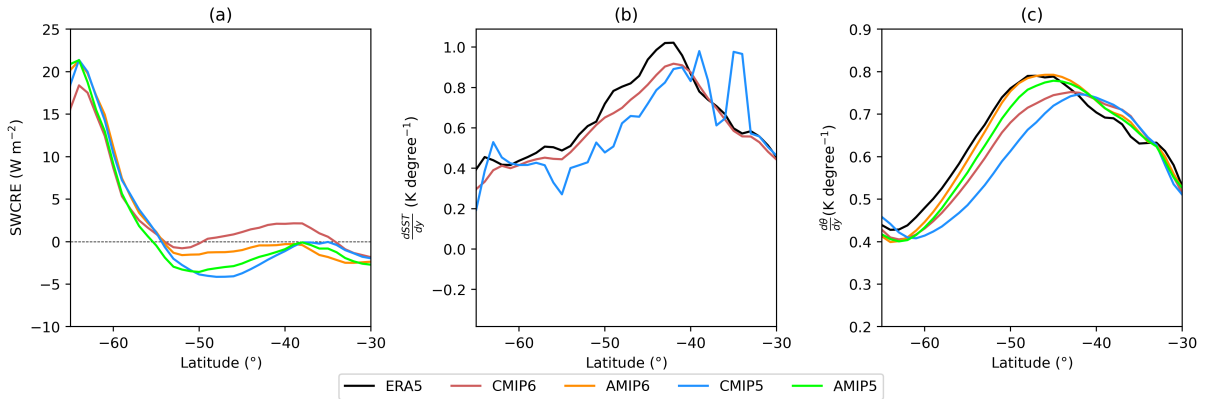 (a)
SWCRE (W m⁻²)
25
20
15
10
5
0
−5
−10
−60
−50
−40
−30
Latitude (°)
(b)
dSST/dy (K degree⁻¹)
1.0
0.8
0.6
0.4
0.2
0.0
−0.2
−60
−50
−40
−30
Latitude (°)
(c)
dθ/dy(K degree⁻¹)
0.9
0.8
0.7
0.6
0.5
0.4
0.3
0.2
−60
−50
−40
−30
Latitude (°)
ERA5
CMIP6
AMIP6
CMIP5
AMIP5